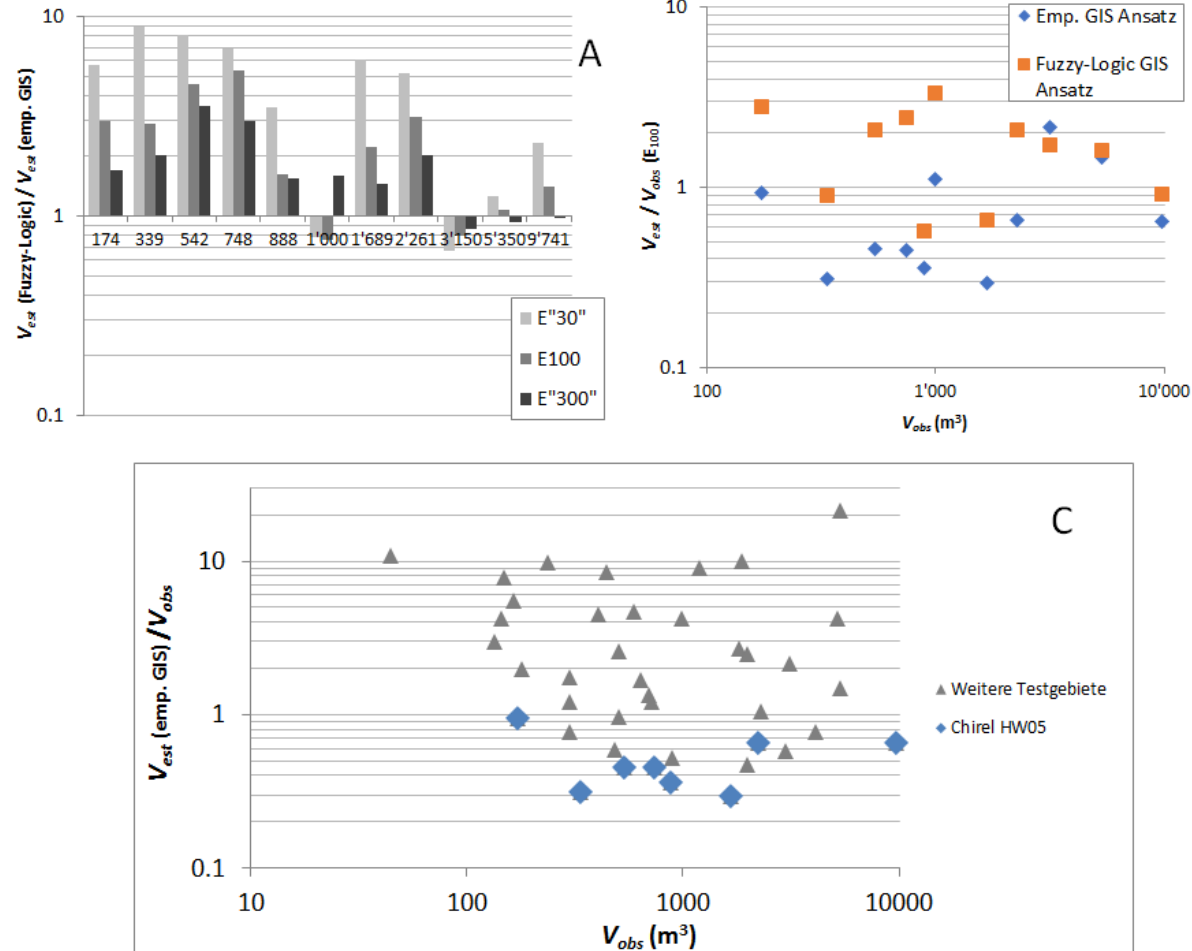 10
1
0.1
V_est (Fuzzy-Logic) / V_est (emp. GIS)
A
174 339 542 748 888 1'000 1'689 2'261 3'150 5'350 9'741
E"30"
E100
E"300"
10
1
0.1
V_est / V_obs (E_100)
Emp. GIS Ansatz
Fuzzy-Logic GIS
Ansatz
100 1'000 10'000
V_obs (m³)
C
10
1
0.1
V_est (emp. GIS) / V_obs
Weitere Testgebiete
Chirel HW05
10 100 1000 10000
V_obs (m³)